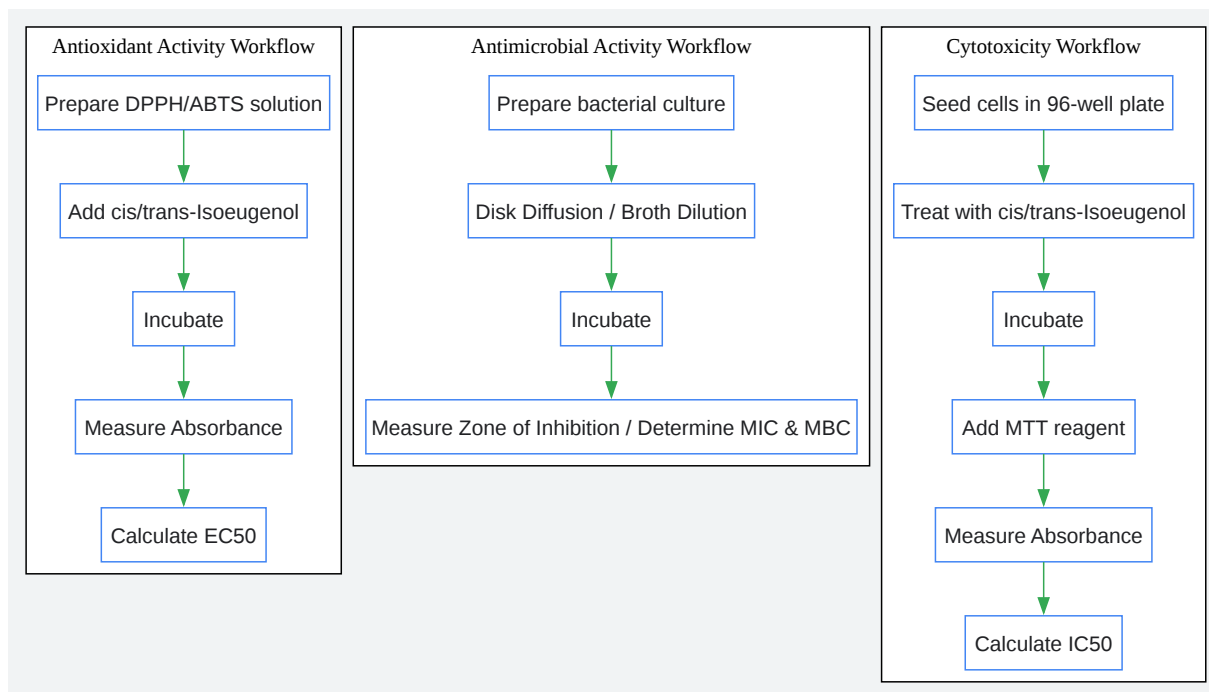 Antioxidant Activity Workflow
Prepare DPPH/ABTS solution
Add cis/trans-Isoeugenol
Incubate
Measure Absorbance
Calculate EC50
Antimicrobial Activity Workflow
Prepare bacterial culture
Disk Diffusion / Broth Dilution
Incubate
Measure Zone of Inhibition / Determine MIC & MBC
Cytotoxicity Workflow
Seed cells in 96-well plate
Treat with cis/trans-Isoeugenol
Incubate
Add MTT reagent
Measure Absorbance
Calculate IC50